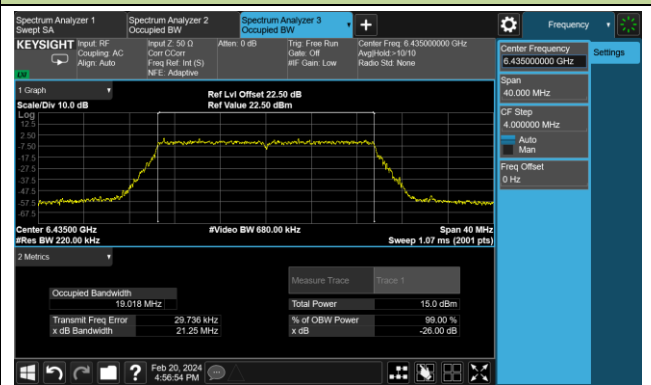 Spectrum Analyzer 1
Swept SA
Spectrum Analyzer 2
Occupied BW
Spectrum Analyzer 3
Occupied BW
Frequency
KEYSIGHT
Input: RF
Coupling: AC
Align: Auto
Input Z: 50 Ω
Corr CCorr
Freq Ref: Int (S)
NFE: Adaptive
Atten: 0 dB
Trig: Free Run
Gate: Off
#IF Gain: Low
Center Freq: 6.435000000 GHz
Avg|Hold:>10/10
Radio Std: None
Center Frequency
6.435000000 GHz
Settings
Span
40.000 MHz
CF Step
4.000000 MHz
Auto
Man
Freq Offset
0 Hz
1 Graph
Scale/Div 10.0 dB
Ref Lvl Offset 22.50 dB
Ref Value 22.50 dBm
Log
12.5
2.50
-7.50
-17.5
-27.5
-37.5
-47.5
-57.5
-67.5
Center 6.43500 GHz
#Res BW 220.00 kHz
#Video BW 680.00 kHz
Span 40 MHz
Sweep 1.07 ms (2001 pts)
2 Metrics
Measure Trace
Trace 1
Occupied Bandwidth
19.018 MHz
Total Power
15.0 dBm
Transmit Freq Error
29.736 kHz
% of OBW Power
99.00 %
x dB Bandwidth
21.25 MHz
x dB
-26.00 dB
?
Feb 20, 2024
4:56:54 PM